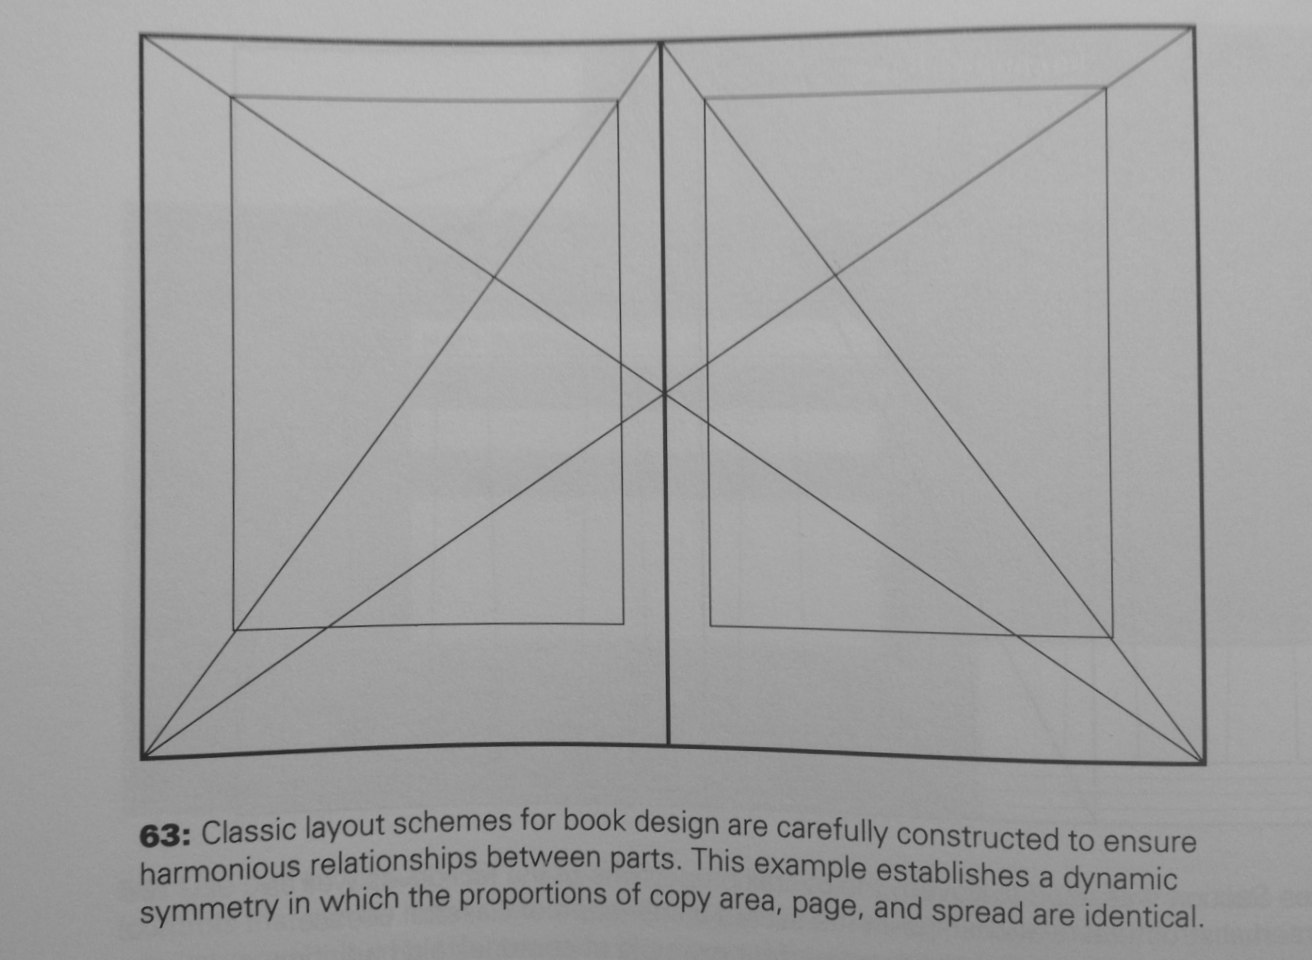 63: Classic layout schemes for book design are carefully constructed to ensure
harmonious relationships between parts. This example establishes a dynamic
symmetry in which the proportions of copy area, page, and spread are identical.